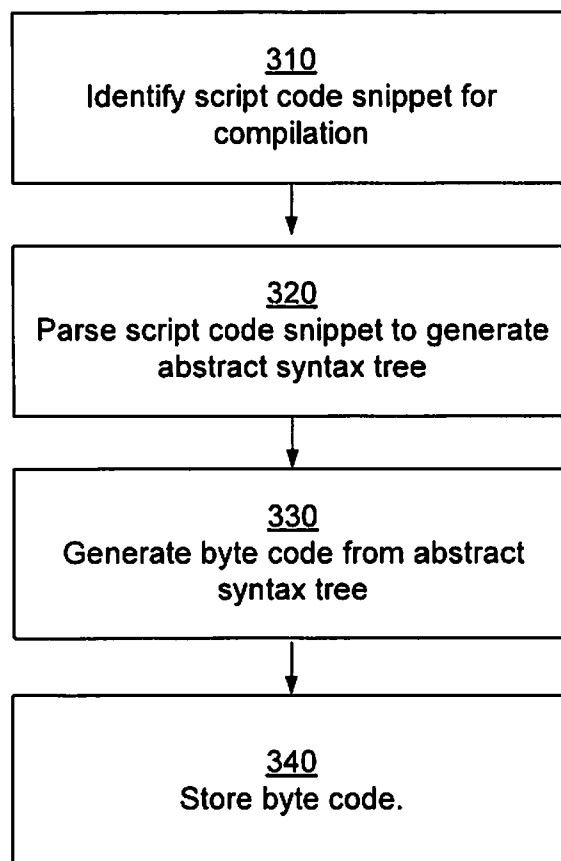 310
Identify script code snippet for
compilation
320
Parse script code snippet to generate
abstract syntax tree
330
Generate byte code from abstract
syntax tree
340
Store byte code.